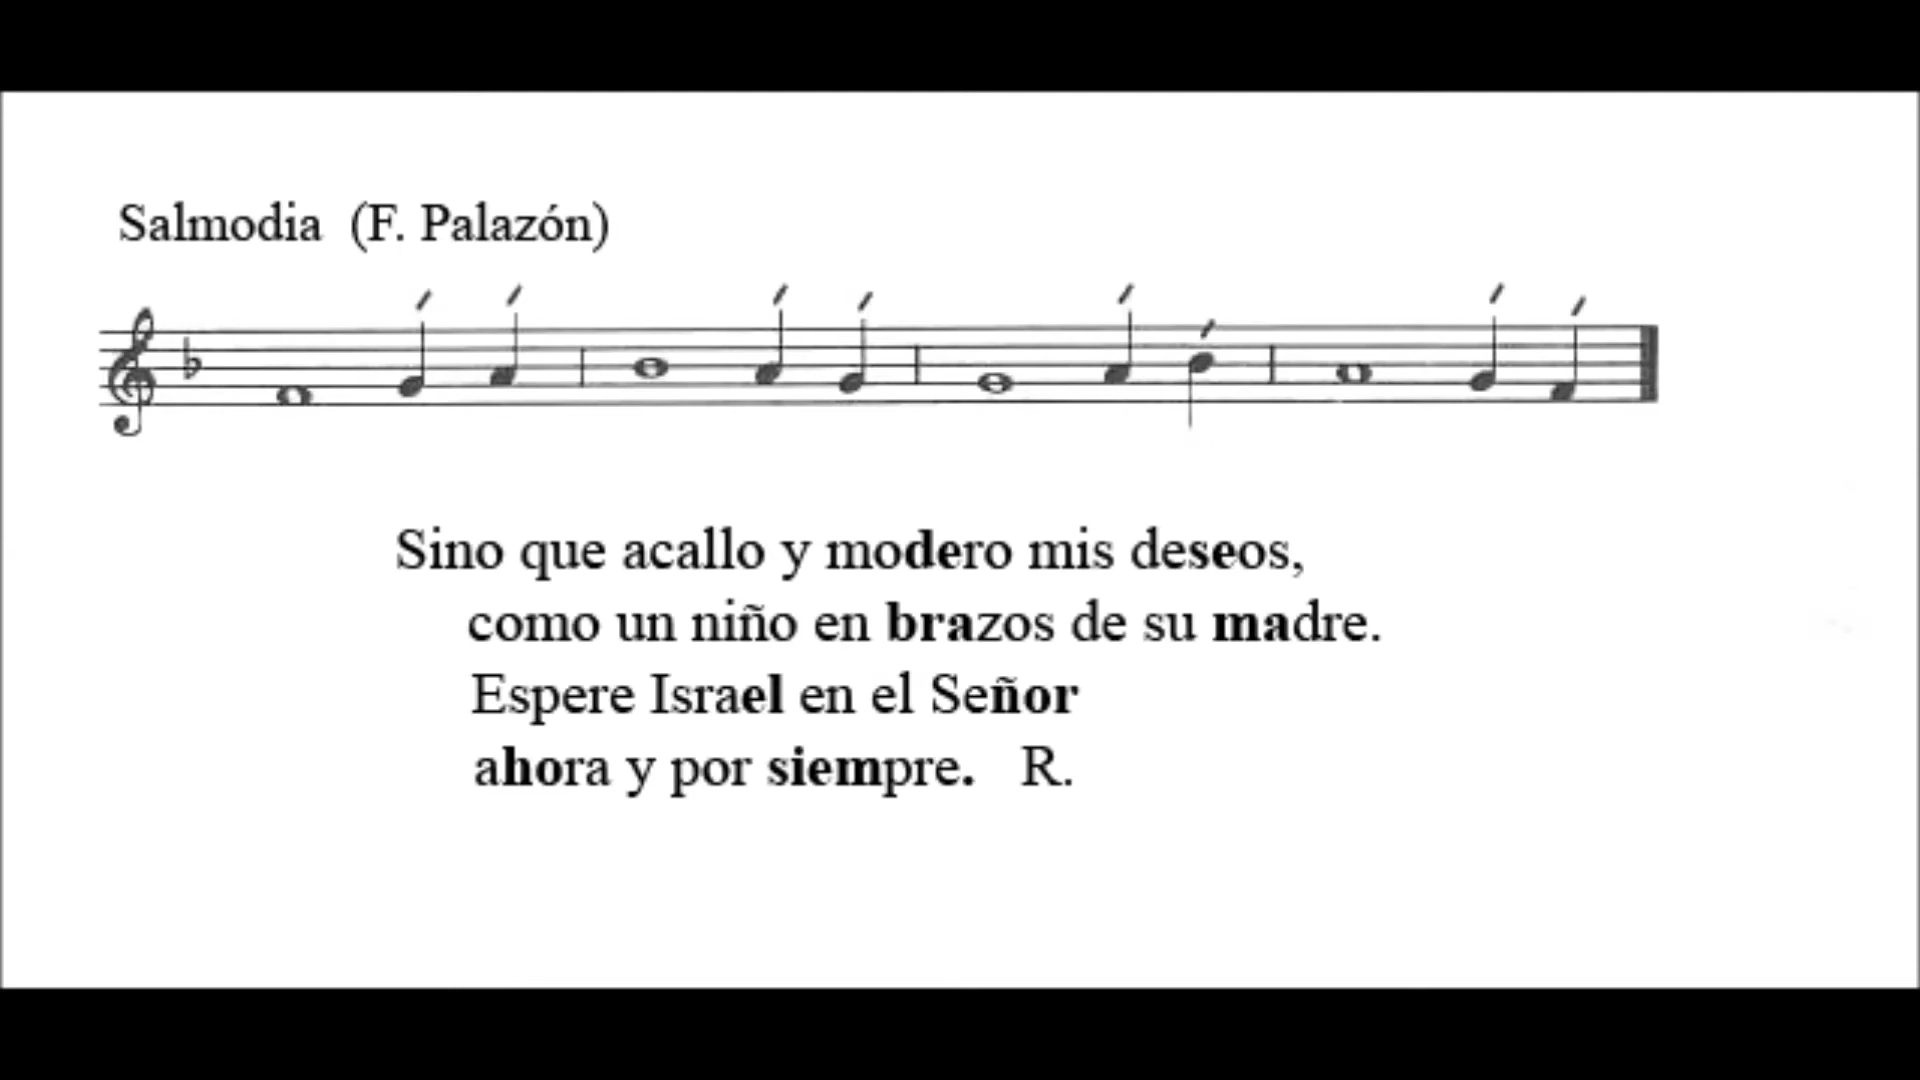 Salmodia (F. Palazón)
Sino que acallo y modero mis deseos,
como un niño en brazos de su madre.
Espere Israel en el Señor
ahora y por siempre. R.